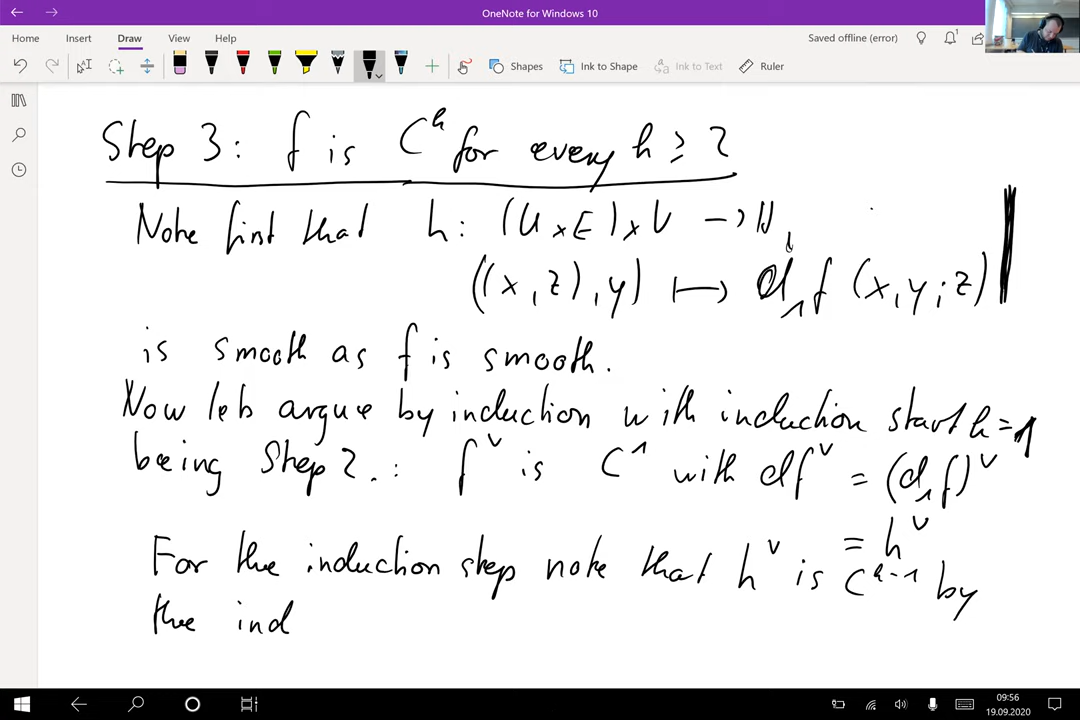 OneNote for Windows 10
Home Insert Draw View Help Saved offline (error)
Shapes Ink to Shape Ink to Text Ruler
Step 3: f is C^k for every k ≥ 2
Note first that h: (U×E)×V → H,
((x,z),y) ↦ d₁f (x,y;z)
is smooth as f is smooth.
Now lets argue by induction with induction start k=1
being Step 2.: f^∨ is C^1 with df^∨ = (d₁f)^∨
= h^∨
For the induction step note that h^∨ is C^{k-1} by
the ind
09:56
19.09.2020